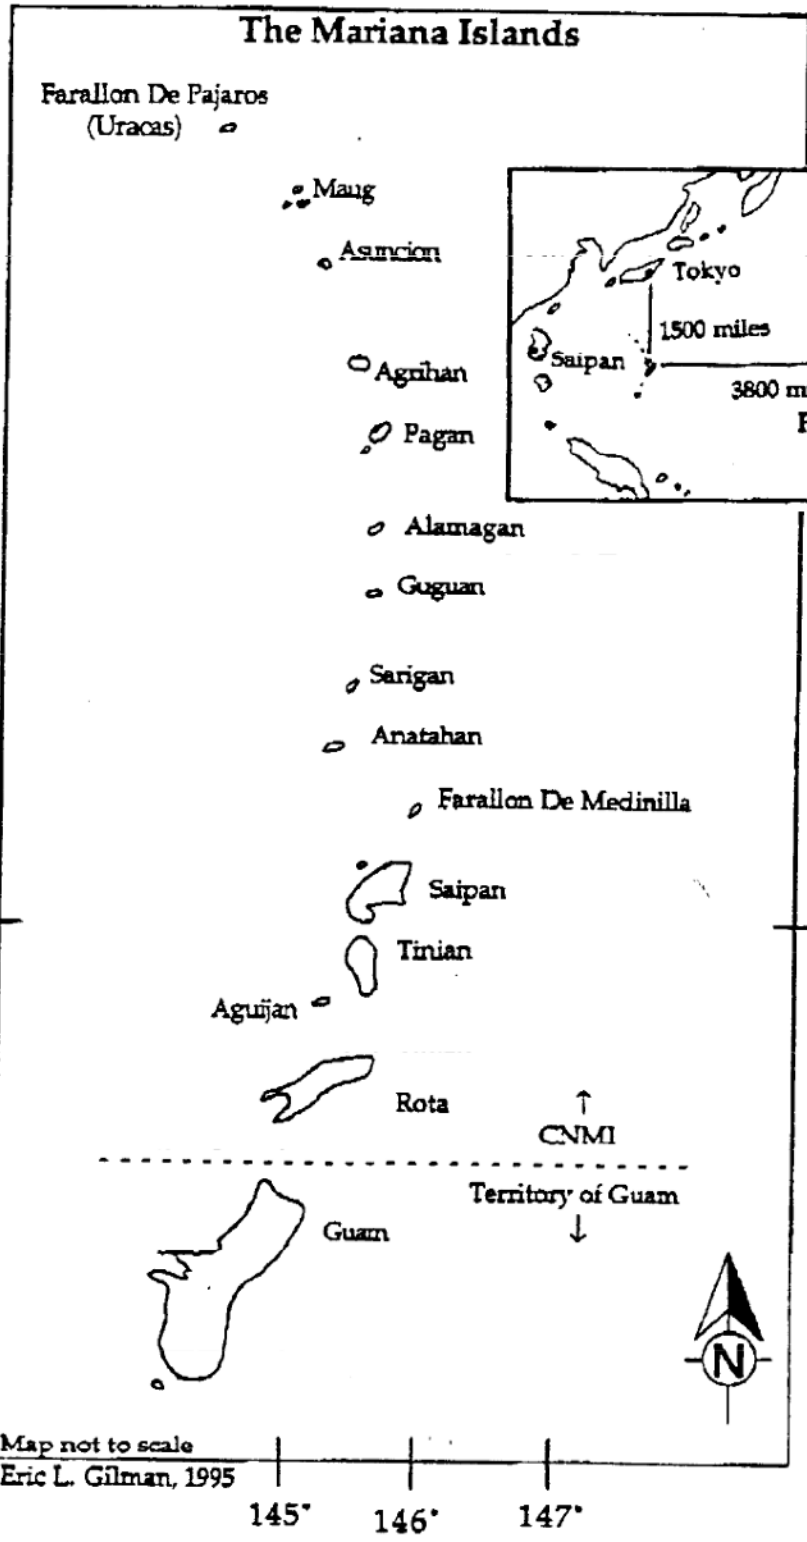 The Mariana Islands
Farallon De Pajaros
(Uracas)
Maug
Asuncion
Tokyo
1500 miles
Saipan
3800 m
Agrihan
Pagan
Alamagan
Guguan
Sarigan
Anatahan
Farallon De Medinilla
Saipan
Tinian
Aguijan
Rota
↑
CNMI
Territory of Guam
↓
Guam
N
Map not to scale
Eric L. Gilman, 1995
145°
146°
147°